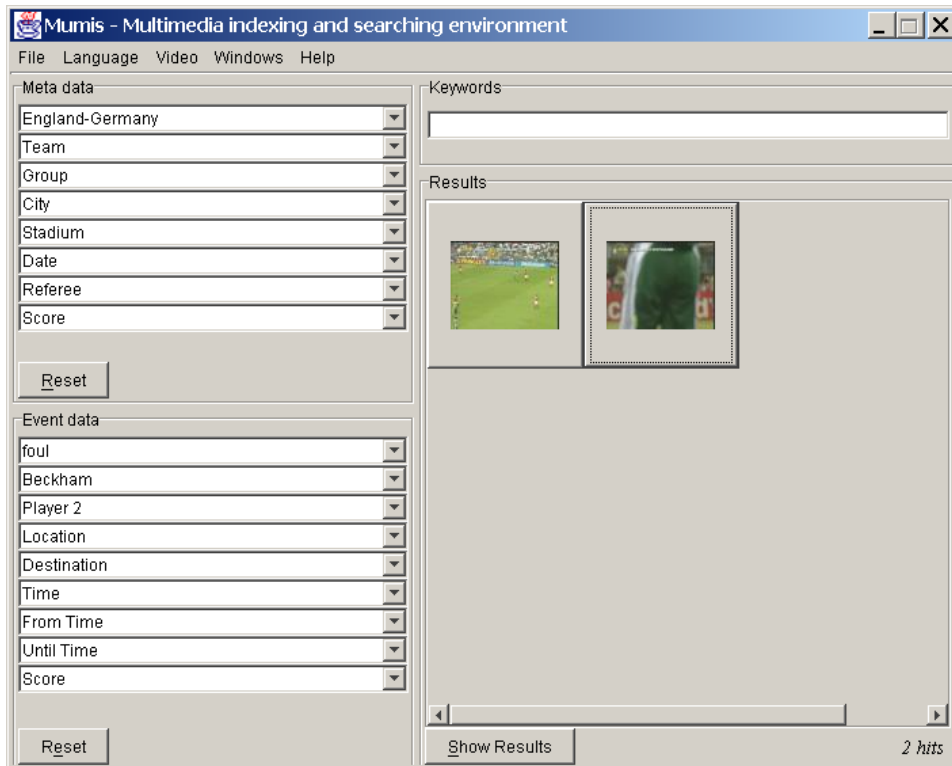 Mumis - Multimedia indexing and searching environment
File Language Video Windows Help
Meta data
England-Germany
Team
Group
City
Stadium
Date
Referee
Score
Reset
Event data
foul
Beckham
Player 2
Location
Destination
Time
From Time
Until Time
Score
Reset
Keywords
Results
Show Results
2 hits